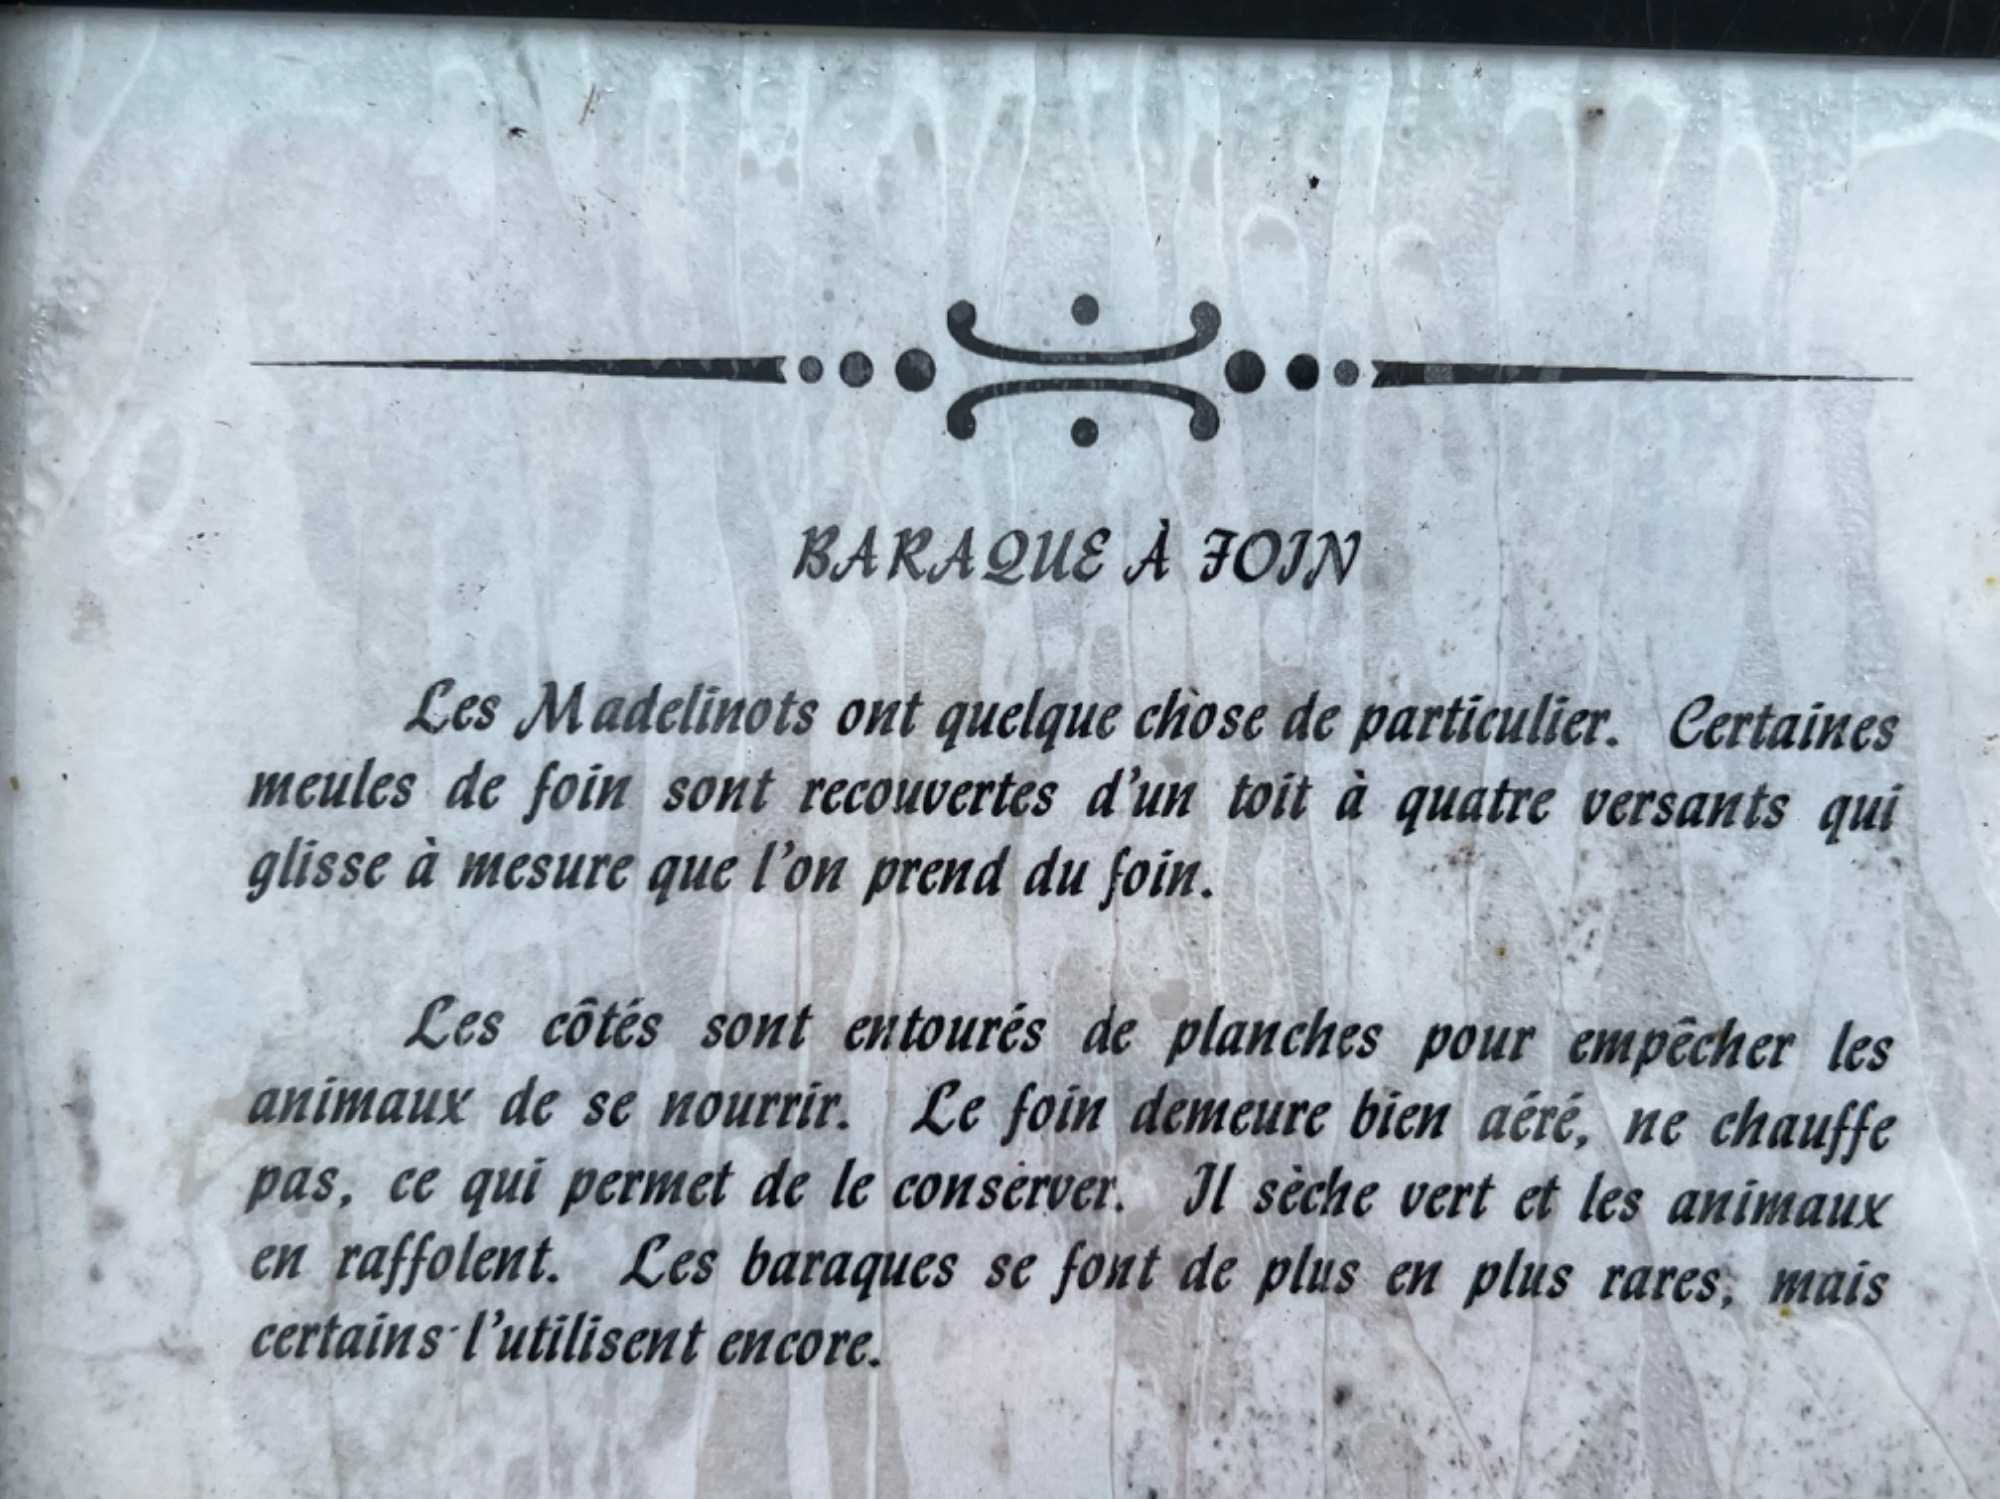 BARAQUE À FOIN
Les Madelinots ont quelque chose de particulier. Certaines
meules de foin sont recouvertes d'un toit à quatre versants qui
glisse à mesure que l'on prend du foin.
Les côtés sont entourés de planches pour empêcher les
animaux de se nourrir. Le foin demeure bien aéré, ne chauffe
pas, ce qui permet de le conserver. Il sèche vert et les animaux
en raffolent. Les baraques se font de plus en plus rares, mais
certains l'utilisent encore.